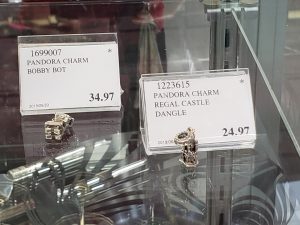 1699007
PANDORA CHARM
BOBBY BOT
34.97
1223615
PANDORA CHARM
REGAL CASTLE
DANGLE
24.97